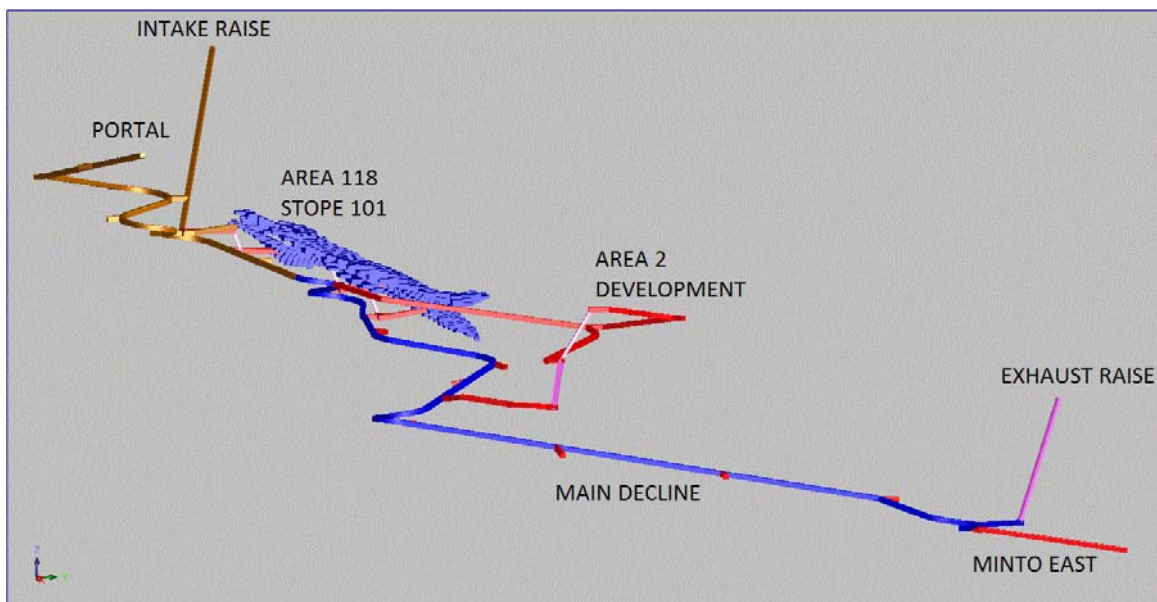 INTAKE RAISE
PORTAL
AREA 118
STOPE 101
AREA 2
DEVELOPMENT
EXHAUST RAISE
MAIN DECLINE
MINTO EAST
Z
Y